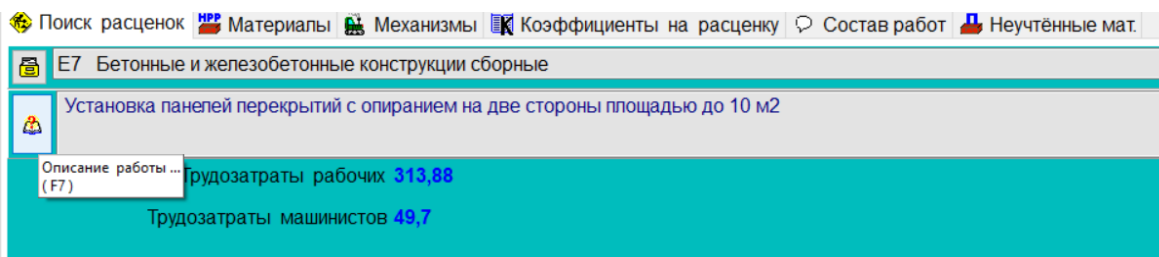 Поиск расценок НРР Материалы Механизмы К Коэффициенты на расценку Состав работ Неучтённые мат.
Е7 Бетонные и железобетонные конструкции сборные
Установка панелей перекрытий с опиранием на две стороны площадью до 10 м2
Описание работы ...
(F7)
Трудозатраты рабочих 313,88
Трудозатраты машинистов 49,7